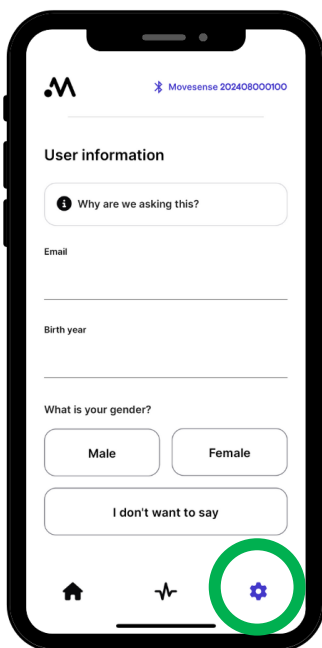 Movesense 202408000100
User information
Why are we asking this?
Email
Birth year
What is your gender?
Male Female
I don't want to say